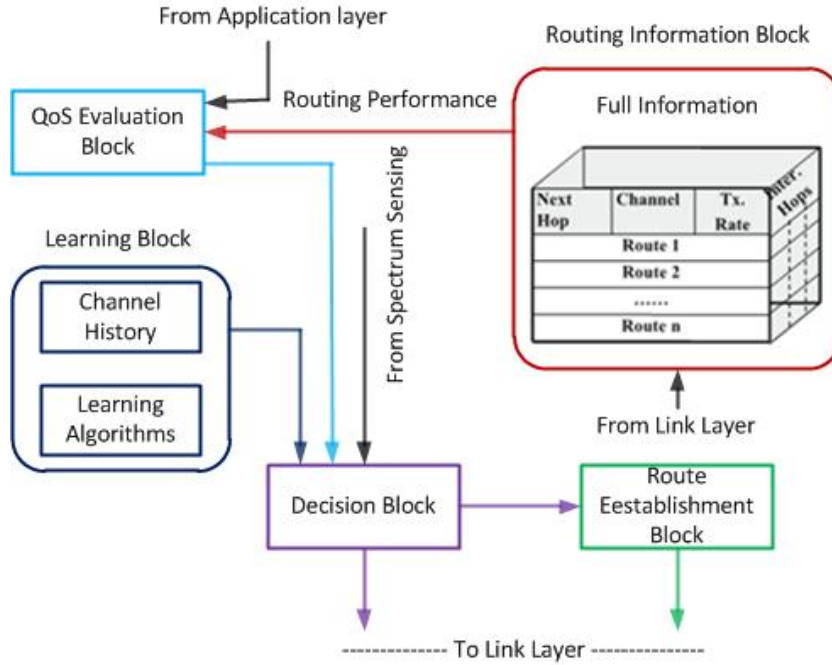 From Application layer
Routing Information Block
QoS Evaluation
Block
Routing Performance
Full Information
Next
Hop
Channel
Tx.
Rate
Inter.
Hops
Route 1
Route 2
......
Route n
From Spectrum Sensing
Learning Block
Channel
History
Learning
Algorithms
From Link Layer
Decision Block
Route
Eestablishment
Block
-------------- To Link Layer --------------